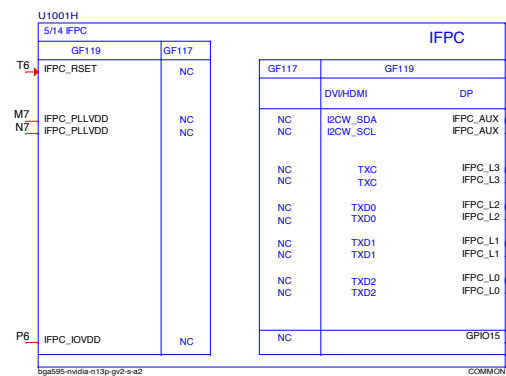 U1001H
5/14 IFPC
IFPC
GF119 GF117
T6 IFPC_RSET NC
GF117 GF119
DVI/HDMI DP
M7 IFPC_PLLVDD NC
N7 IFPC_PLLVDD NC
NC I2CW_SDA IFPC_AUX
NC I2CW_SCL IFPC_AUX
NC TXC IFPC_L3
NC TXC IFPC_L3
NC TXD0 IFPC_L2
NC TXD0 IFPC_L2
NC TXD1 IFPC_L1
NC TXD1 IFPC_L1
NC TXD2 IFPC_L0
NC TXD2 IFPC_L0
P6 IFPC_IOVDD NC
NC GPIO15
bga595-nvidia-n13p-gv2-s-a2 COMMON